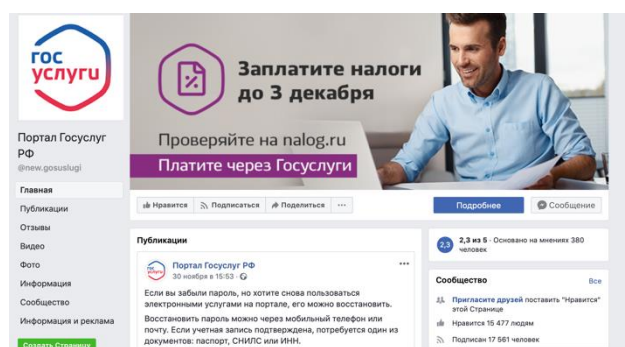 гос
услуги
Заплатите налоги
до 3 декабря
Проверяйте на nalog.ru
Платите через Госуслуги
Портал Госуслуг
РФ
@new.gosuslugi
Главная
Публикации
Отзывы
Видео
Фото
Информация
Сообщество
Информация и реклама
Создать Страницу
Нравится Подписаться Поделиться ...
Подробнее Сообщение
Публикации
Портал Госуслуг РФ
30 ноября в 15:53 ·
Если вы забыли пароль, но хотите снова пользоваться
электронными услугами на портале, его можно восстановить.
Восстановить пароль можно через мобильный телефон или
почту. Если учетная запись подтверждена, потребуется один из
документов: паспорт, СНИЛС или ИНН.
2,3 2,3 из 5 · Основано на мнениях 380
человек
Сообщество Все
Пригласите друзей поставить "Нравится"
этой Странице
Нравится 15 477 людям
Подписан 17 561 человек